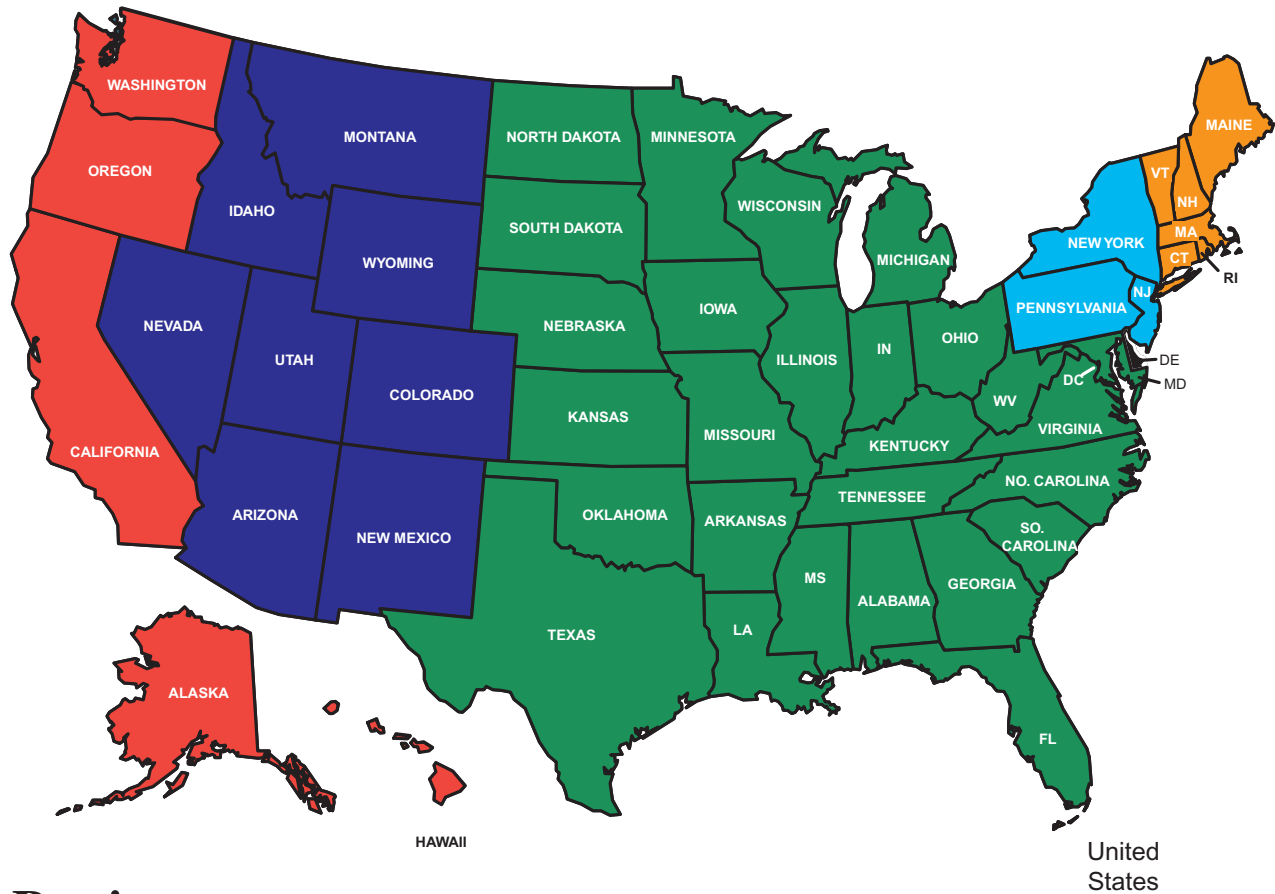 WASHINGTON
OREGON
CALIFORNIA
NEVADA
IDAHO
MONTANA
WYOMING
UTAH
COLORADO
ARIZONA
NEW MEXICO
ALASKA
HAWAII
NORTH DAKOTA
SOUTH DAKOTA
NEBRASKA
KANSAS
OKLAHOMA
TEXAS
MINNESOTA
IOWA
MISSOURI
ARKANSAS
LA
WISCONSIN
ILLINOIS
MICHIGAN
IN
OHIO
KENTUCKY
TENNESSEE
MS
ALABAMA
GEORGIA
FL
SO.
CAROLINA
NO. CAROLINA
VIRGINIA
WV
DC
MD
DE
PENNSYLVANIA
NJ
NEW YORK
CT
RI
MA
VT
NH
MAINE
United
States